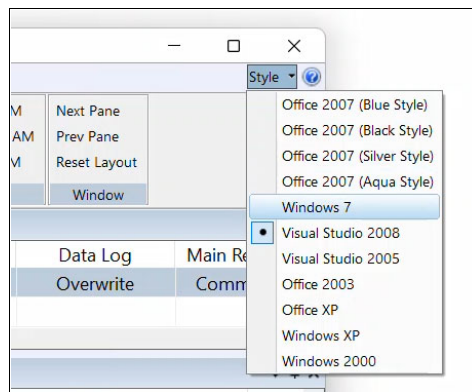 Style
M
Next Pane
AM
Prev Pane
M
Reset Layout
Window
Office 2007 (Blue Style)
Office 2007 (Black Style)
Office 2007 (Silver Style)
Office 2007 (Aqua Style)
Windows 7
Visual Studio 2008
Visual Studio 2005
Office 2003
Office XP
Windows XP
Windows 2000
Data Log
Main Re
Overwrite
Comm